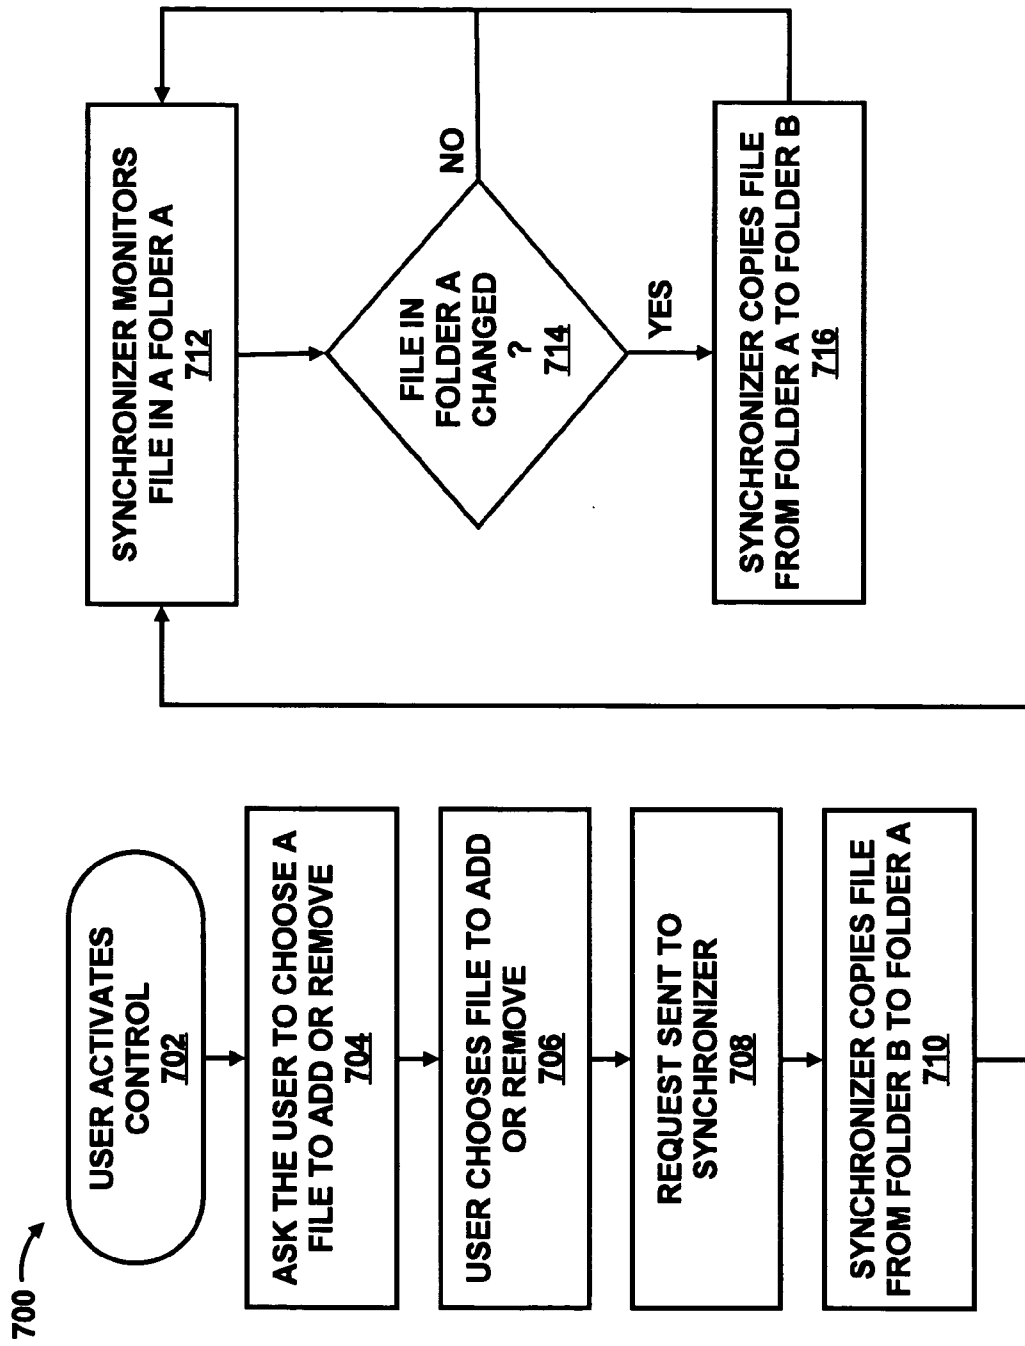 700
USER ACTIVATES
CONTROL
702
ASK THE USER TO CHOOSE A
FILE TO ADD OR REMOVE
704
USER CHOOSES FILE TO ADD
OR REMOVE
706
REQUEST SENT TO
SYNCHRONIZER
708
SYNCHRONIZER COPIES FILE
FROM FOLDER B TO FOLDER A
710
SYNCHRONIZER MONITORS
FILE IN A FOLDER A
712
FILE IN
FOLDER A
CHANGED
?
714
NO
YES
SYNCHRONIZER COPIES FILE
FROM FOLDER A TO FOLDER B
716